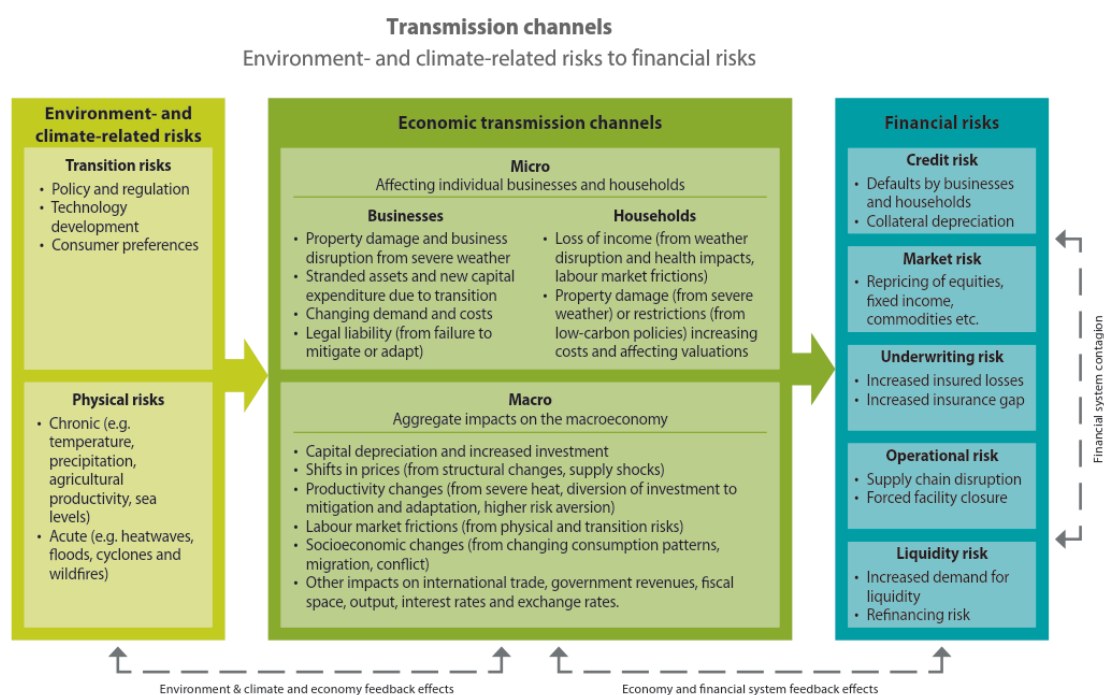 Transmission channels
Environment- and climate-related risks to financial risks
Environment- and
climate-related risks
Transition risks
• Policy and regulation
• Technology
development
• Consumer preferences
Physical risks
• Chronic (e.g.
temperature,
precipitation,
agricultural
productivity, sea
levels)
• Acute (e.g. heatwaves,
floods, cyclones and
wildfires)
Economic transmission channels
Micro
Affecting individual businesses and households
Businesses
• Property damage and business
disruption from severe weather
• Stranded assets and new capital
expenditure due to transition
• Changing demand and costs
• Legal liability (from failure to
mitigate or adapt)
Households
• Loss of income (from weather
disruption and health impacts,
labour market frictions)
• Property damage (from severe
weather) or restrictions (from
low-carbon policies) increasing
costs and affecting valuations
Macro
Aggregate impacts on the macroeconomy
• Capital depreciation and increased investment
• Shifts in prices (from structural changes, supply shocks)
• Productivity changes (from severe heat, diversion of investment to
mitigation and adaptation, higher risk aversion)
• Labour market frictions (from physical and transition risks)
• Socioeconomic changes (from changing consumption patterns,
migration, conflict)
• Other impacts on international trade, government revenues, fiscal
space, output, interest rates and exchange rates.
Financial risks
Credit risk
• Defaults by businesses
and households
• Collateral depreciation
Market risk
• Repricing of equities,
fixed income,
commodities etc.
Underwriting risk
• Increased insured losses
• Increased insurance gap
Operational risk
• Supply chain disruption
• Forced facility closure
Liquidity risk
• Increased demand for
liquidity
• Refinancing risk
Financial system contagion
Environment & climate and economy feedback effects
Economy and financial system feedback effects